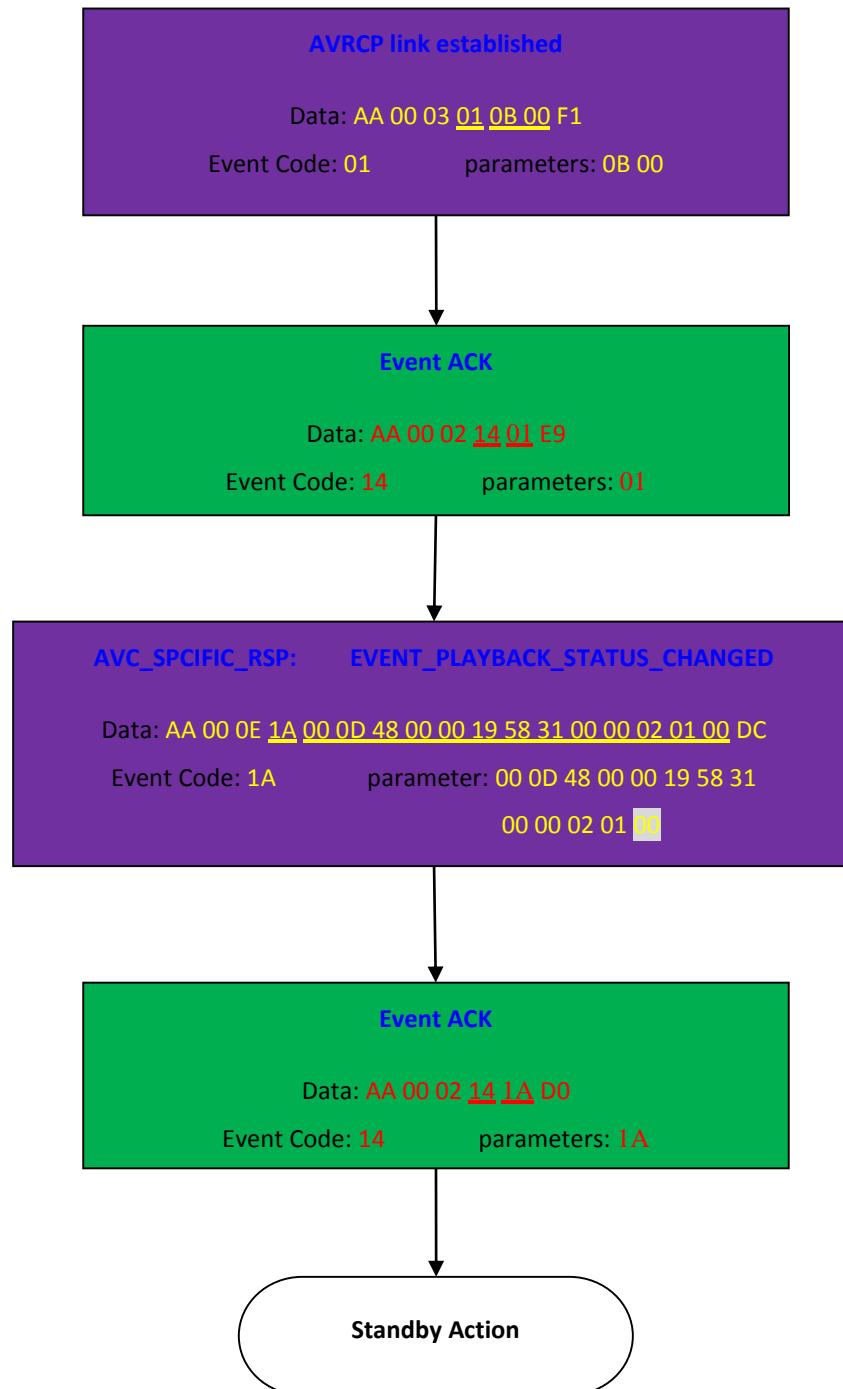 AVRCP link established
Data: AA 00 03 01 0B 00 F1
Event Code: 01 parameters: 0B 00
Event ACK
Data: AA 00 02 14 01 E9
Event Code: 14 parameters: 01
AVC_SPCIFIC_RSP: EVENT_PLAYBACK_STATUS_CHANGED
Data: AA 00 0E 1A 00 0D 48 00 00 19 58 31 00 00 02 01 00 DC
Event Code: 1A parameter: 00 0D 48 00 00 19 58 31
00 00 02 01 00
Event ACK
Data: AA 00 02 14 1A D0
Event Code: 14 parameters: 1A
Standby Action